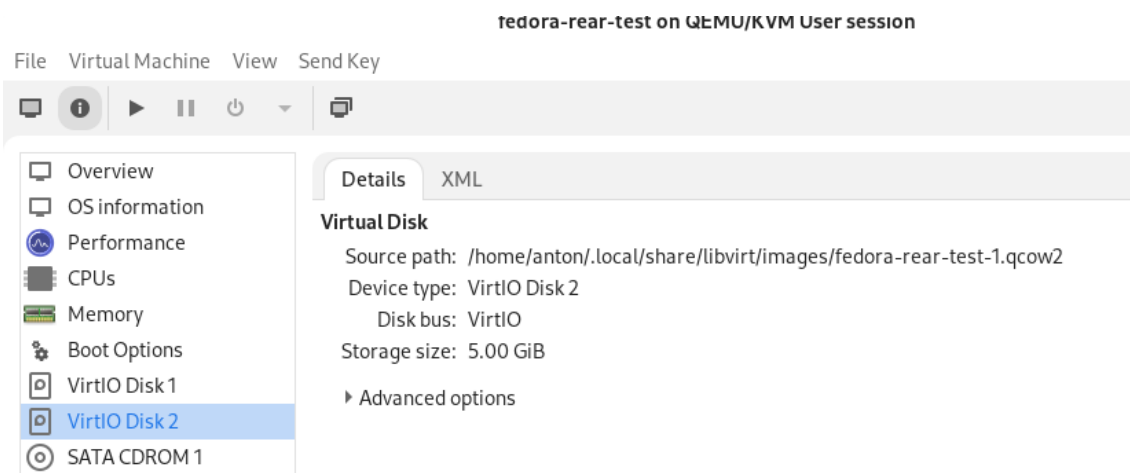 fedora-rear-test on QEMU/KVM User session
File Virtual Machine View Send Key
Overview
OS information
Performance
CPUs
Memory
Boot Options
VirtIO Disk 1
VirtIO Disk 2
SATA CDROM 1
Details XML
Virtual Disk
Source path: /home/anton/.local/share/libvirt/images/fedora-rear-test-1.qcow2
Device type: VirtIO Disk 2
Disk bus: VirtIO
Storage size: 5.00 GiB
Advanced options